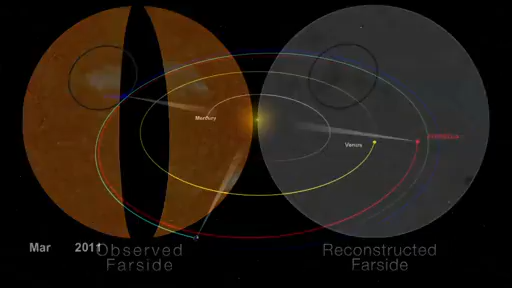 Mercury
Venus
Mar 2011
Observed
Farside
Reconstructed
Farside